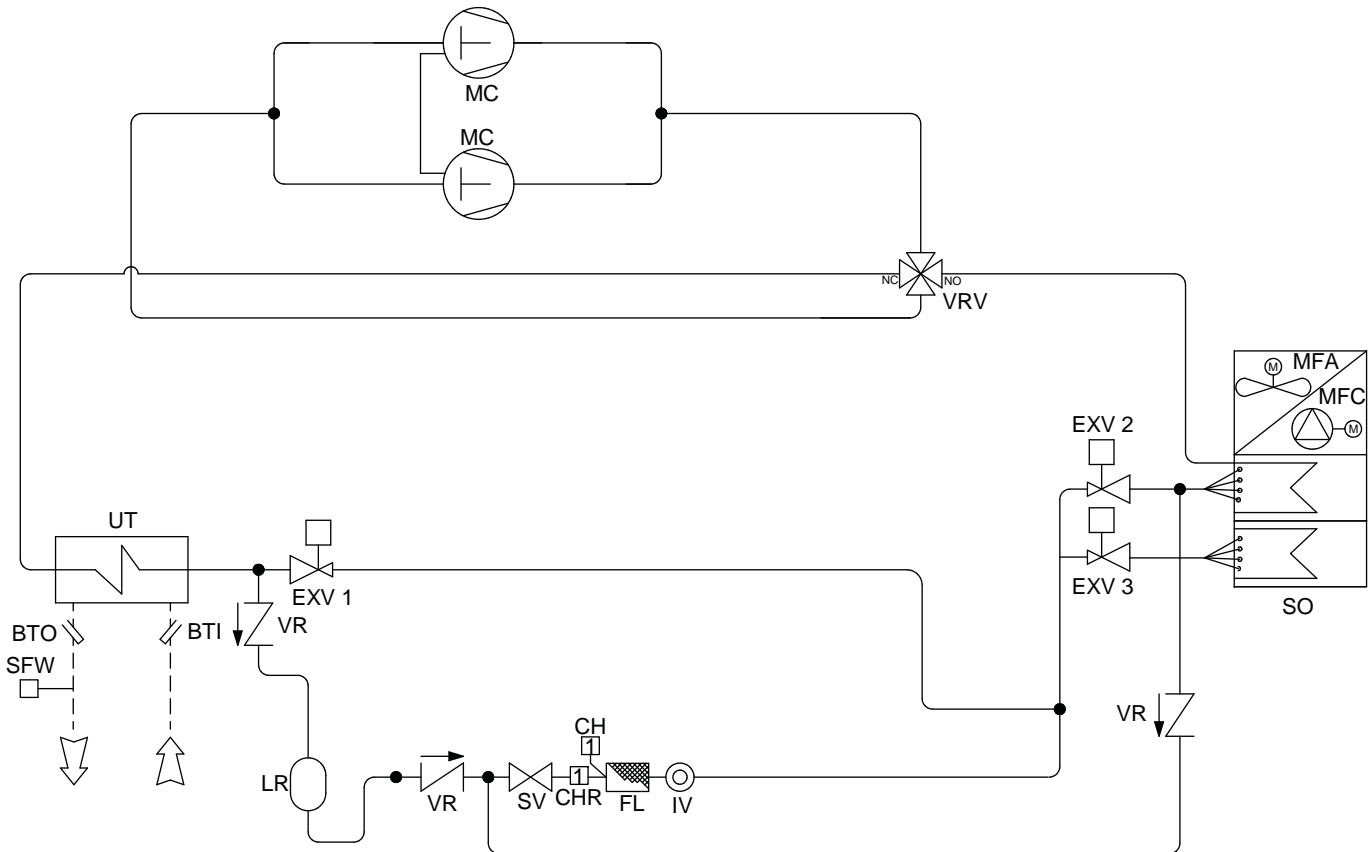 MC
MC
NC
NO
VRV
M
MFA
MFC
M
EXV 2
UT
EXV 1
EXV 3
SO
BTO
BTI
VR
SFW
VR
CH
1
LR
VR
SV
1
CHR
FL
IV